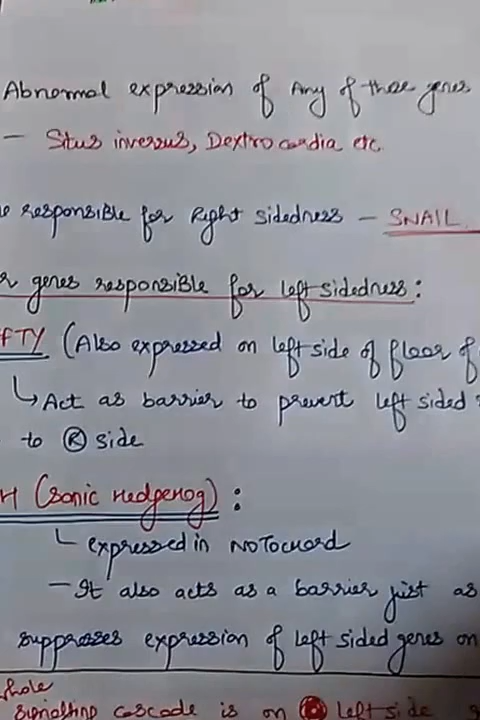 Abnormal expression of Any of these genes
- Situs inversus, Dextrocardia etc.
responsible for Right sidedness - SNAIL
genes responsible for left sidedness:
FTY (Also expressed on left side of floor of
↳ Act as barrier to prevent left sided
to Ⓡ side
H (Sonic Hedgehog) :
expressed in NOTOCHORD
- It also acts as a barrier just as
suppresses expression of left sided genes on
whole
signalling cascade is on left side